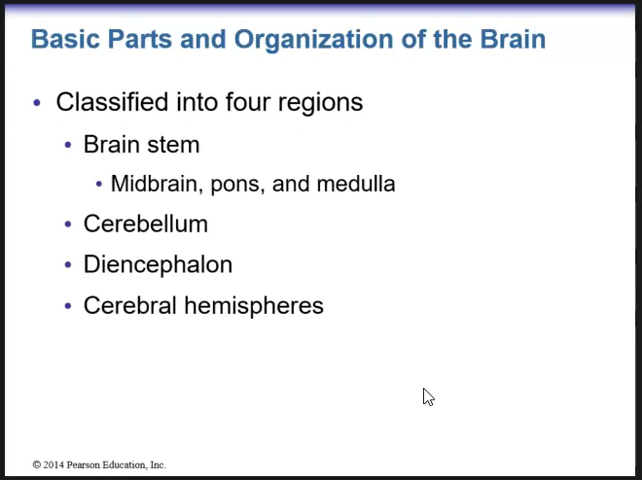 Basic Parts and Organization of the Brain
• Classified into four regions
• Brain stem
• Midbrain, pons, and medulla
• Cerebellum
• Diencephalon
• Cerebral hemispheres
© 2014 Pearson Education, Inc.